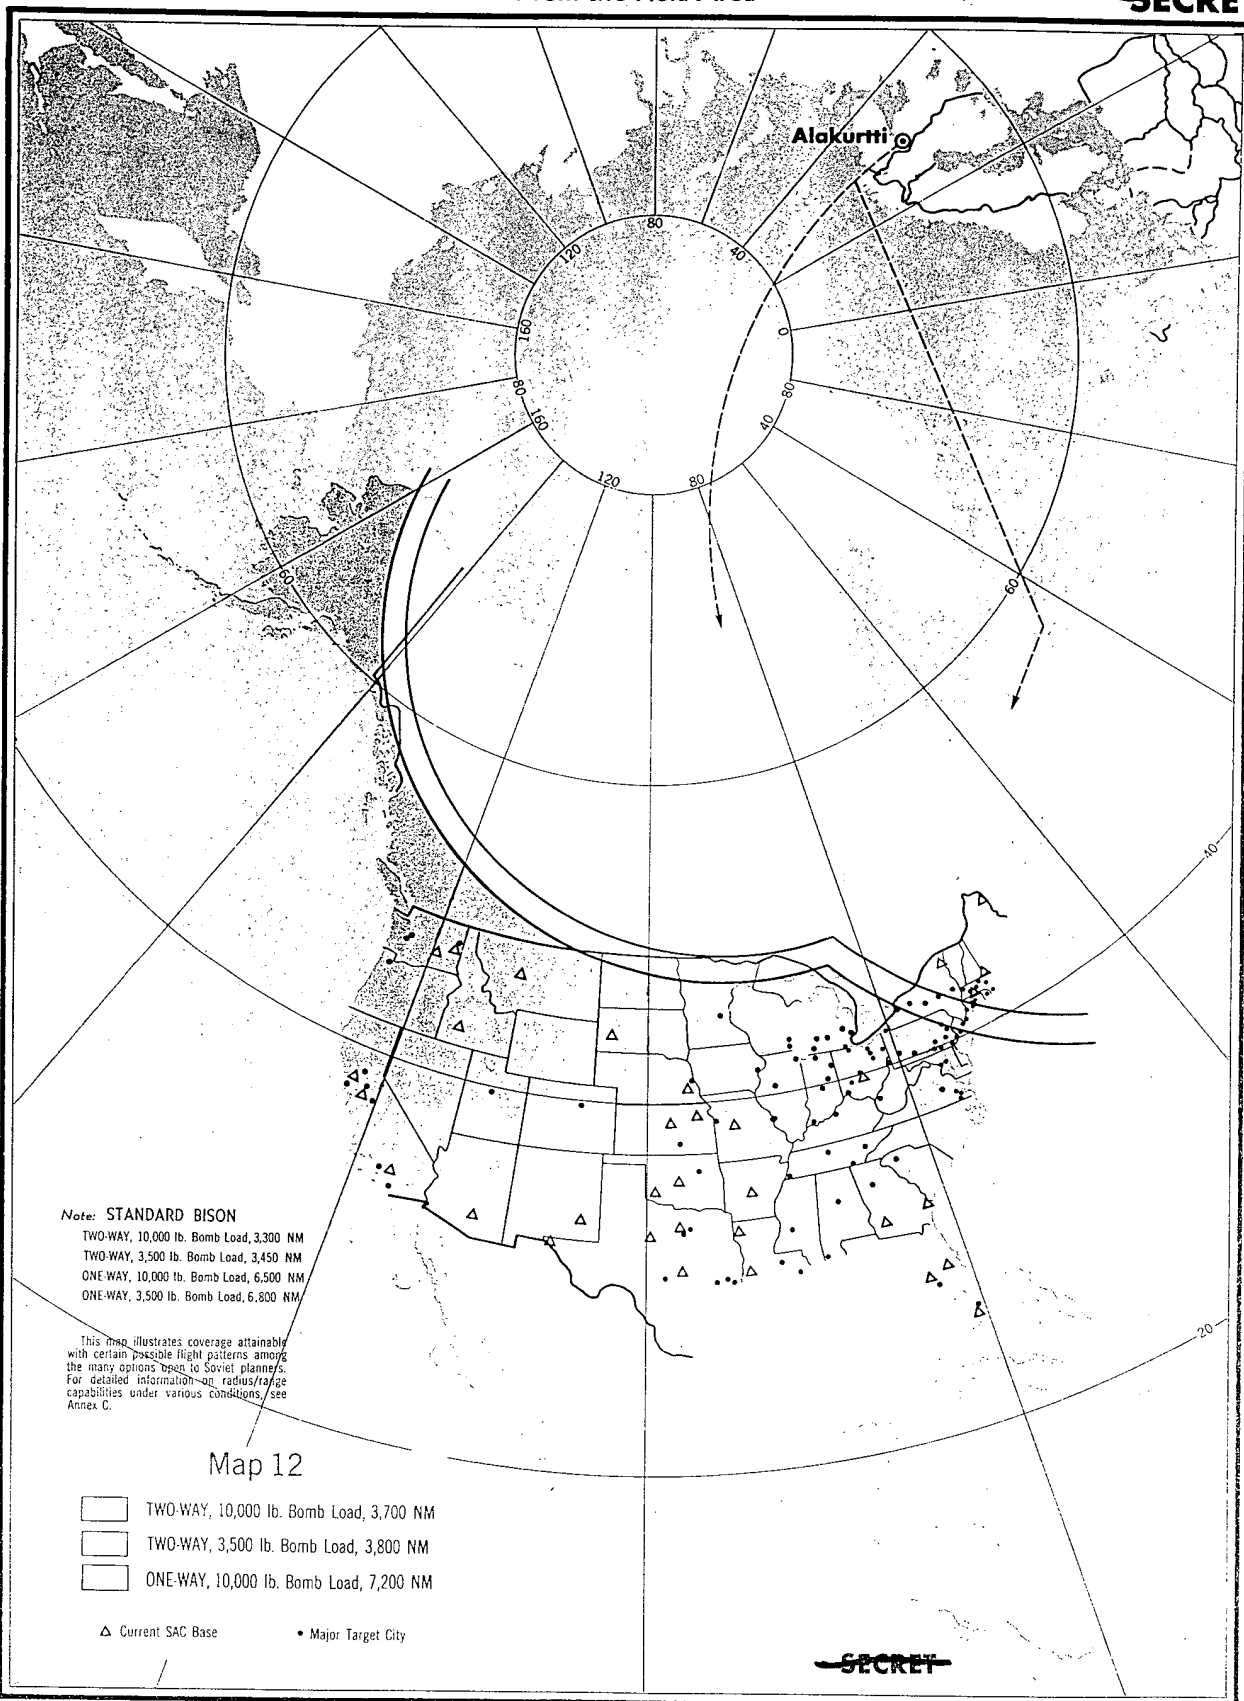 SECRE
Alakurtti
80
120
40
160
0
80
80
160
40
120
80
60
60
40
Note: STANDARD BISON
TWO-WAY, 10,000 lb. Bomb Load, 3,300 NM
TWO-WAY, 3,500 lb. Bomb Load, 3,450 NM
ONE-WAY, 10,000 lb. Bomb Load, 6,500 NM
ONE-WAY, 3,500 lb. Bomb Load, 6,800 NM
20
This map illustrates coverage attainable
with certain possible flight patterns among
the many options open to Soviet planners.
For detailed information on radius/range
capabilities under various conditions, see
Annex C.
Map 12
TWO-WAY, 10,000 lb. Bomb Load, 3,700 NM
TWO-WAY, 3,500 lb. Bomb Load, 3,800 NM
ONE-WAY, 10,000 lb. Bomb Load, 7,200 NM
Current SAC Base
Major Target City
SECRET